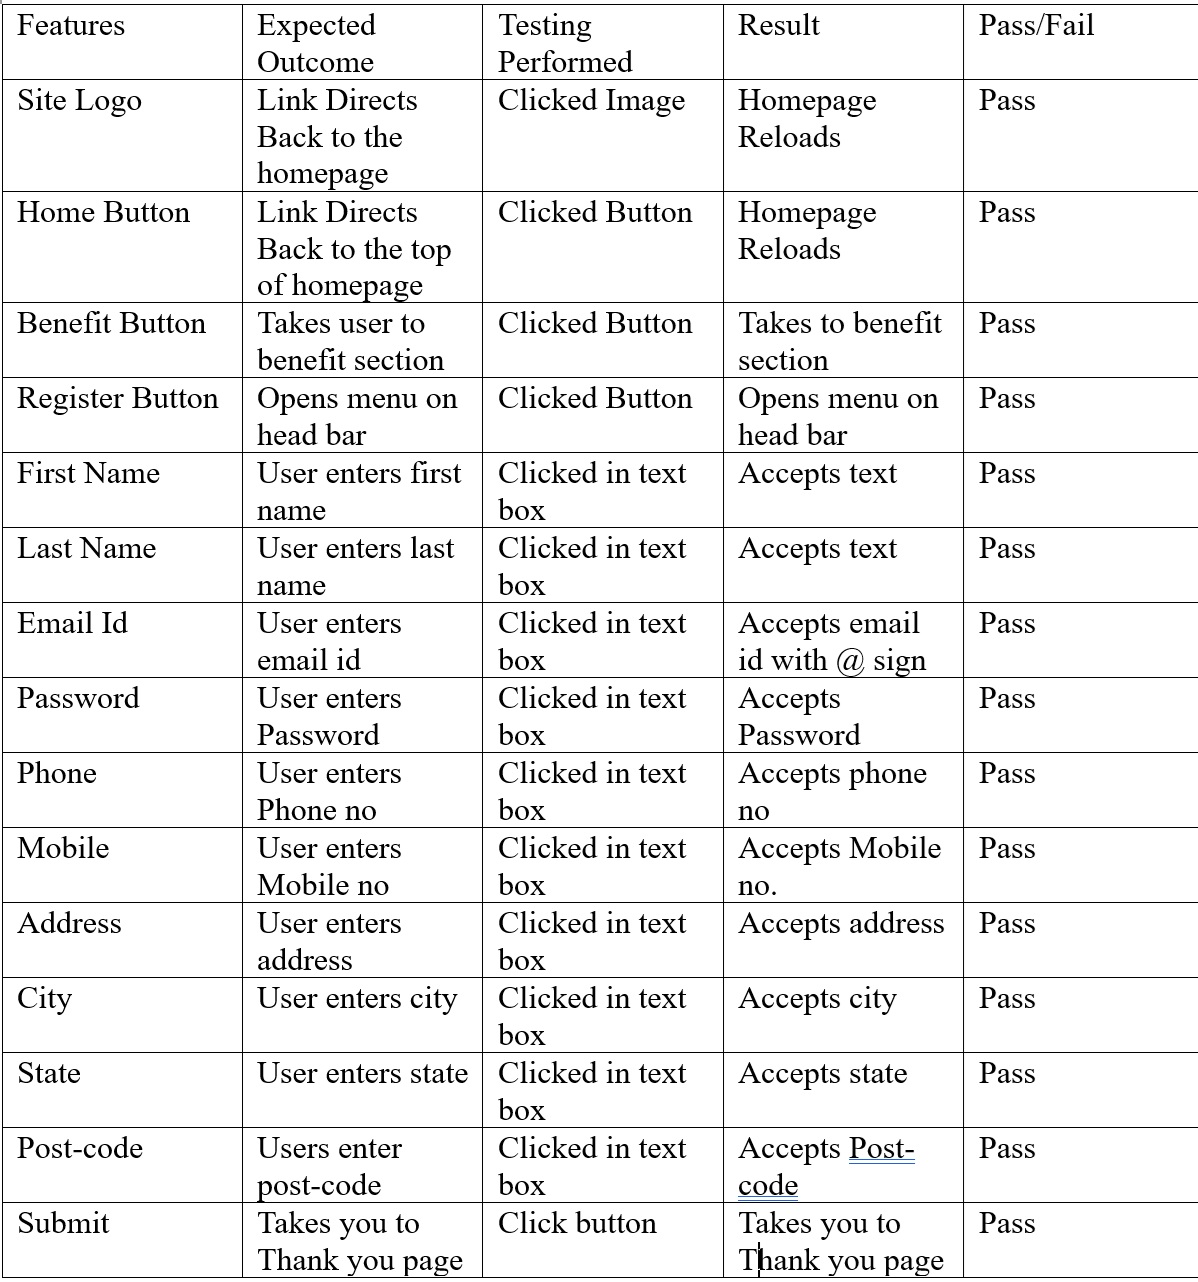 Features Expected Testing Result Pass/Fail
Outcome Performed
Site Logo Link Directs Clicked Image Homepage Pass
Back to the Reloads
homepage
Home Button Link Directs Clicked Button Homepage Pass
Back to the top Reloads
of homepage
Benefit Button Takes user to Clicked Button Takes to benefit Pass
benefit section section
Register Button Opens menu on Clicked Button Opens menu on Pass
head bar head bar
First Name User enters first Clicked in text Accepts text Pass
name box
Last Name User enters last Clicked in text Accepts text Pass
name box
Email Id User enters Clicked in text Accepts email Pass
email id box id with @ sign
Password User enters Clicked in text Accepts Pass
Password box Password
Phone User enters Clicked in text Accepts phone Pass
Phone no box no
Mobile User enters Clicked in text Accepts Mobile Pass
Mobile no box no.
Address User enters Clicked in text Accepts address Pass
address box
City User enters city Clicked in text Accepts city Pass
box
State User enters state Clicked in text Accepts state Pass
box
Post-code Users enter Clicked in text Accepts Post- Pass
post-code box code
Submit Takes you to Click button Takes you to Pass
Thank you page Thank you page